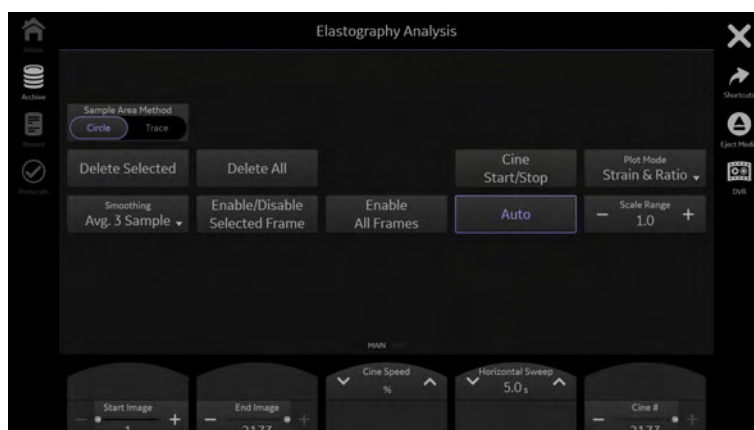 Elastography Analysis
Home
Archive
Report
Protocols
Shortcuts
Eject Media
DVR
Sample Area Method
Circle Trace
Delete Selected
Delete All
Cine
Start/Stop
Plot Mode
Strain & Ratio
Smoothing
Avg. 3 Sample
Enable/Disable
Selected Frame
Enable
All Frames
Auto
Scale Range
− 1.0 +
MAIN
Start Image
− +
1
End Image
− +
2173
Cine Speed
%
Horizontal Sweep
5.0 s
Cine #
− +
2173